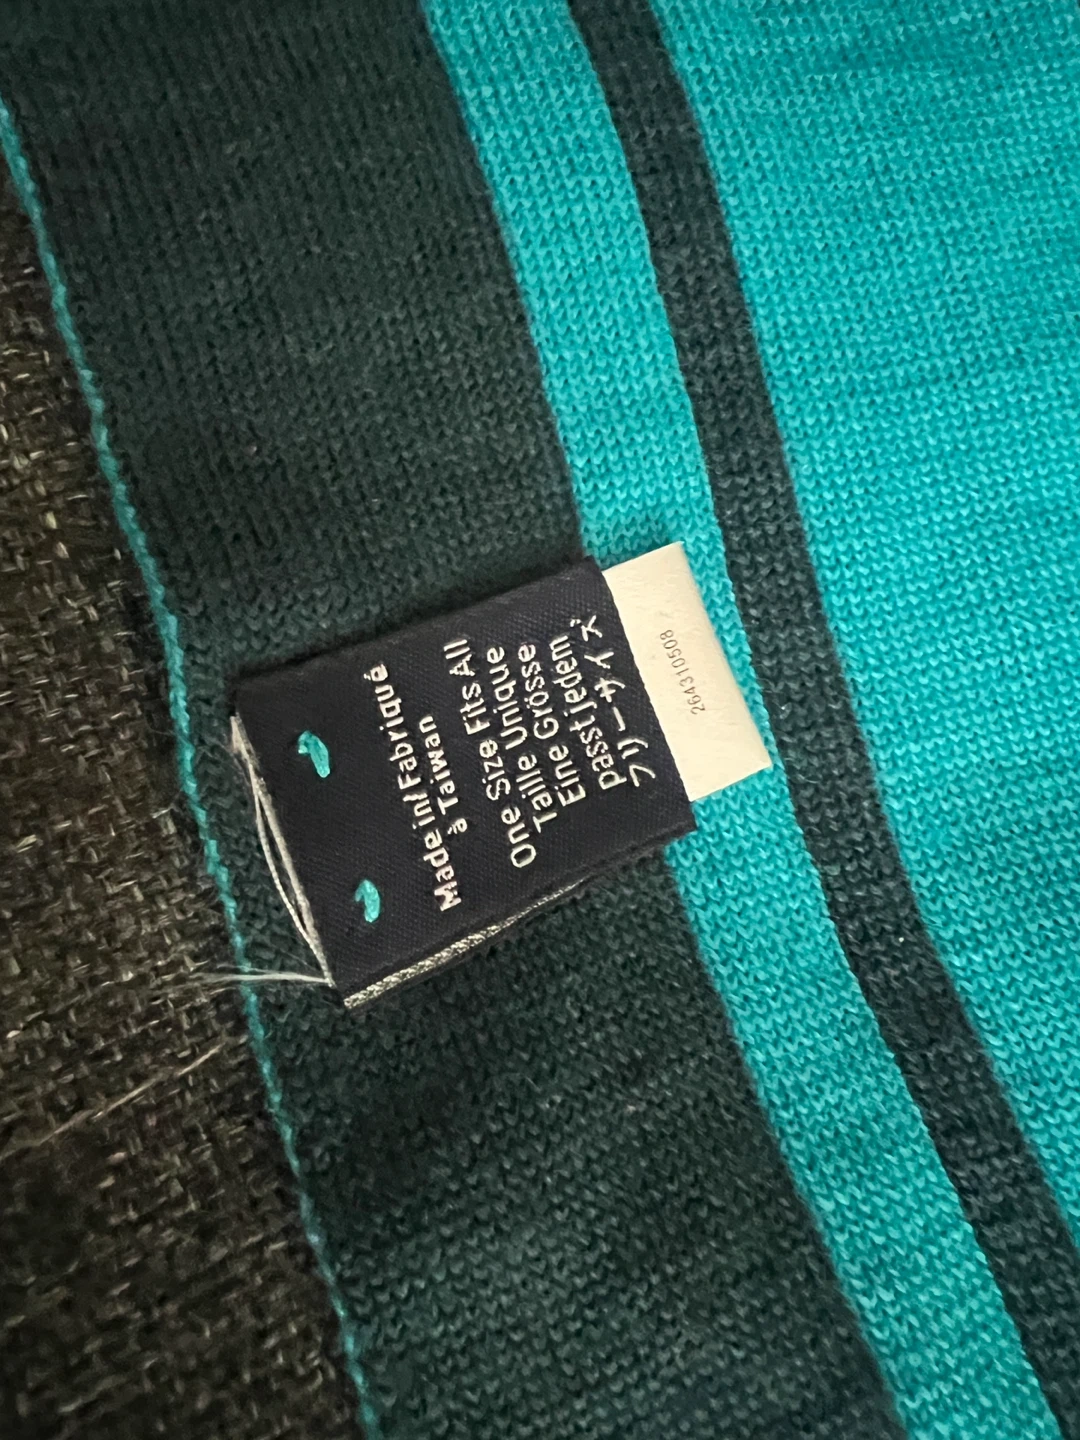 Made in/Fabriqué
à Taiwan
One Size Fits All
Taille Unique
Eine Grösse
passt jedem
フリーサイズ
264310508